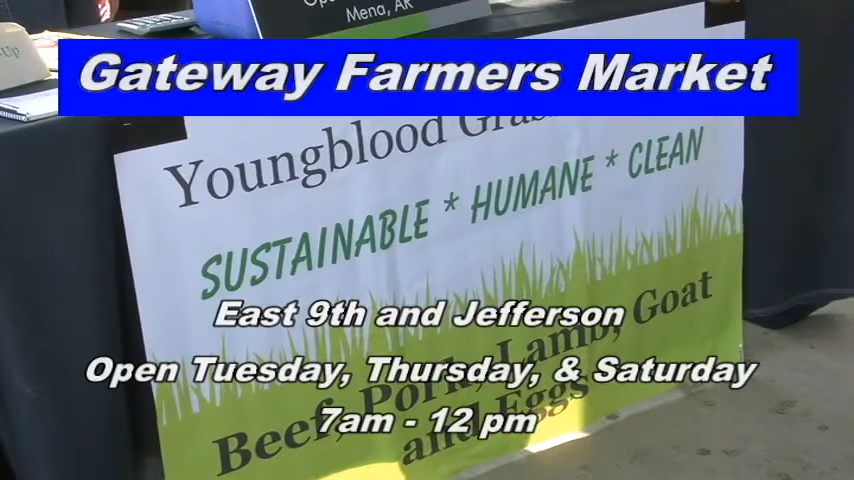 Mena, AR
Gateway Farmers Market
Youngblood
SUSTAINABLE * HUMANE * CLEAN
East 9th and Jefferson
Open Tuesday, Thursday, & Saturday
7am - 12 pm
Beef, Pork, Lamb, Goat
and Eggs